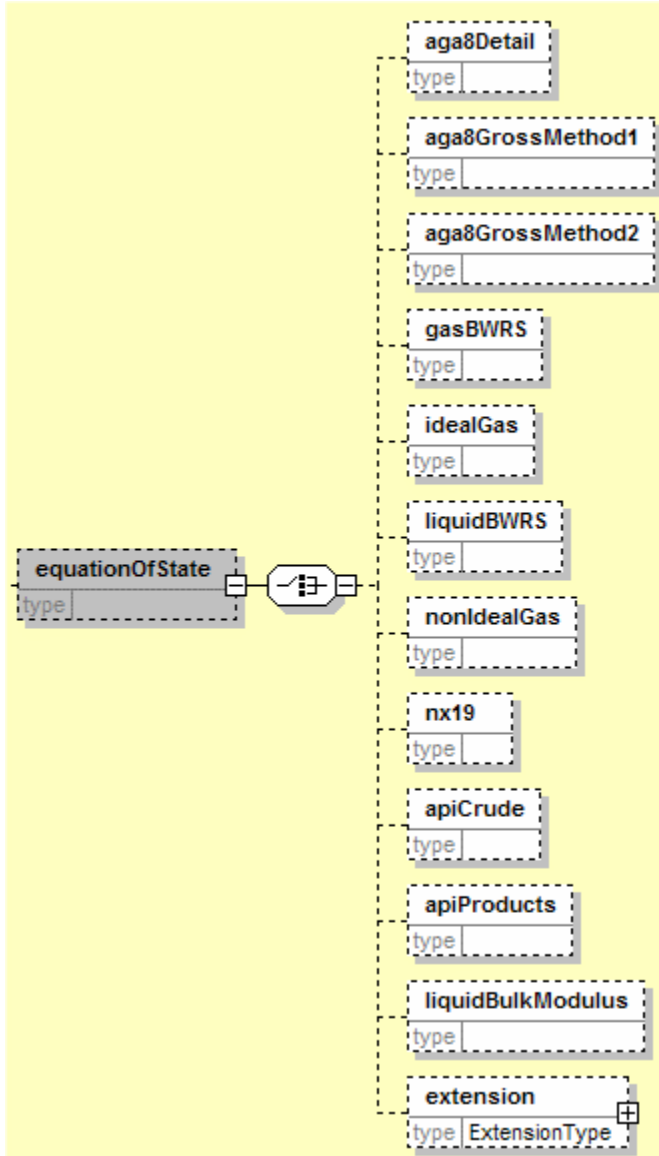 aga8Detail
type
aga8GrossMethod1
type
aga8GrossMethod2
type
gasBWRS
type
idealGas
type
liquidBWRS
type
equationOfState
type
nonIdealGas
type
nx19
type
apiCrude
type
apiProducts
type
liquidBulkModulus
type
extension
type ExtensionType